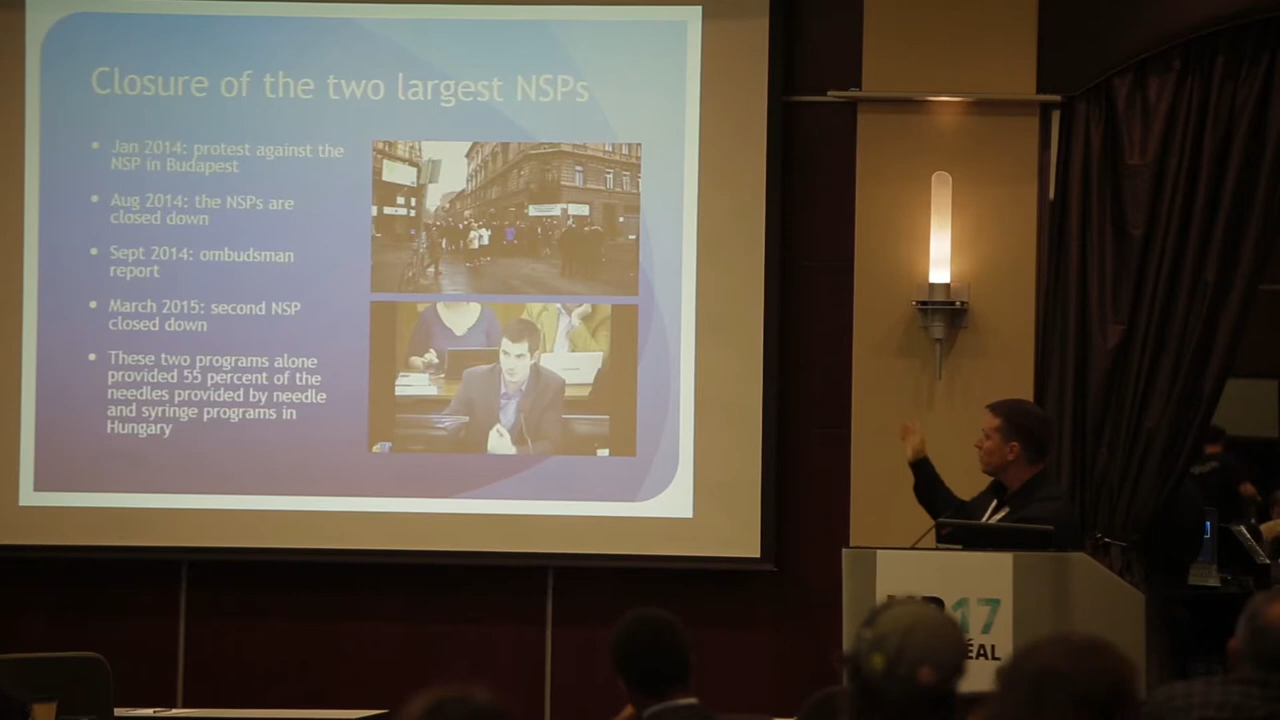 Closure of the two largest NSPs
Jan 2014: protest against the
NSP in Budapest
Aug 2014: the NSPs are
closed down
Sept 2014: ombudsman
report
March 2015: second NSP
closed down
These two programs alone
provided 55 percent of the
needles provided by needle
and syringe programs in
Hungary
17
ÉAL